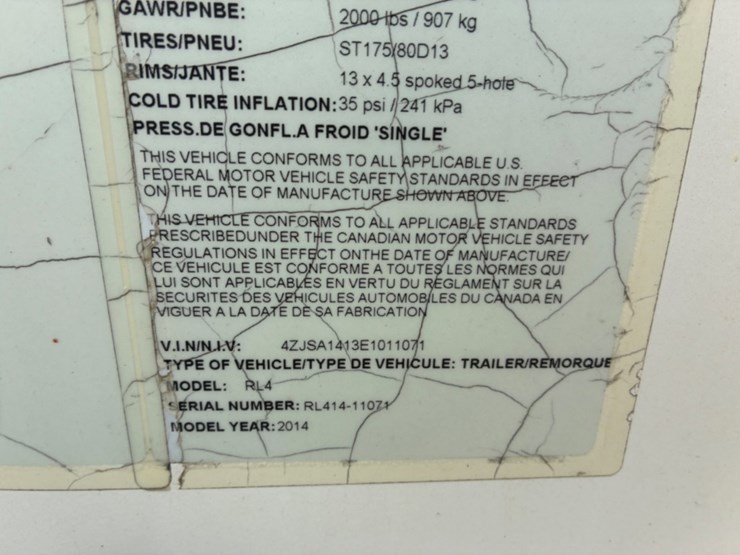 GAWR/PNBE: 2000 lbs / 907 kg
TIRES/PNEU: ST175/80D13
RIMS/JANTE: 13 x 4.5 spoked 5-hole
COLD TIRE INFLATION: 35 psi / 241 kPa
PRESS.DE GONFL.A FROID 'SINGLE'
THIS VEHICLE CONFORMS TO ALL APPLICABLE U.S.
FEDERAL MOTOR VEHICLE SAFETY STANDARDS IN EFFECT
ON THE DATE OF MANUFACTURE SHOWN ABOVE.
THIS VEHICLE CONFORMS TO ALL APPLICABLE STANDARDS
PRESCRIBEDUNDER THE CANADIAN MOTOR VEHICLE SAFETY
REGULATIONS IN EFFECT ONTHE DATE OF MANUFACTURE/
CE VEHICULE EST CONFORME A TOUTES LES NORMES QUI
LUI SONT APPLICABLES EN VERTU DU REGLAMENT SUR LA
SECURITES DES VEHICULES AUTOMOBILES DU CANADA EN
VIGUER A LA DATE DE SA FABRICATION
V.I.N/N.I.V: 4ZJSA1413E1011071
TYPE OF VEHICLE/TYPE DE VEHICULE: TRAILER/REMORQUE
MODEL: RL4
SERIAL NUMBER: RL414-11071
MODEL YEAR: 2014